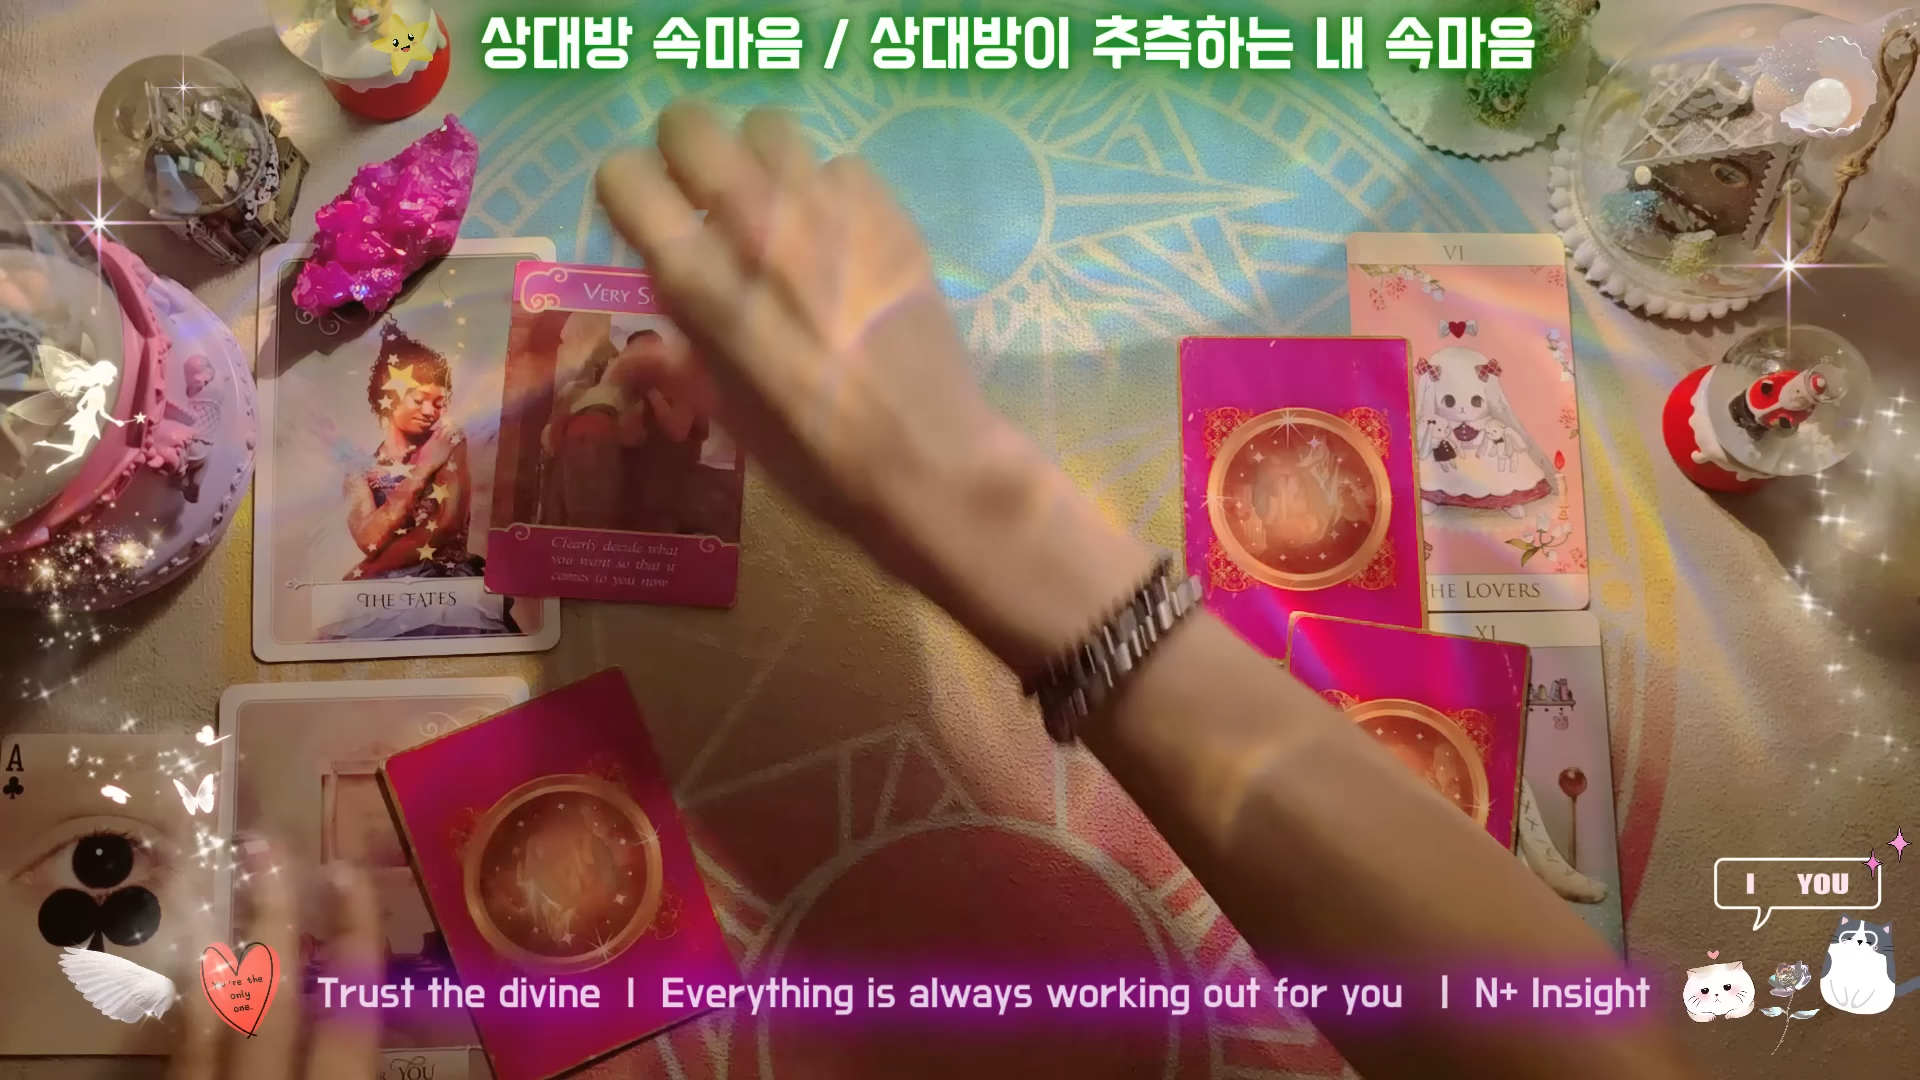 상대방 속마음 / 상대방이 추측하는 내 속마음
VI
VERY
THE FATES
Clearly decide what
you want so that it
comes to you now
HE LOVERS
XI
A
I YOU
You're the
only
one.
Trust the divine | Everything is always working out for you | N+ Insight
YOU